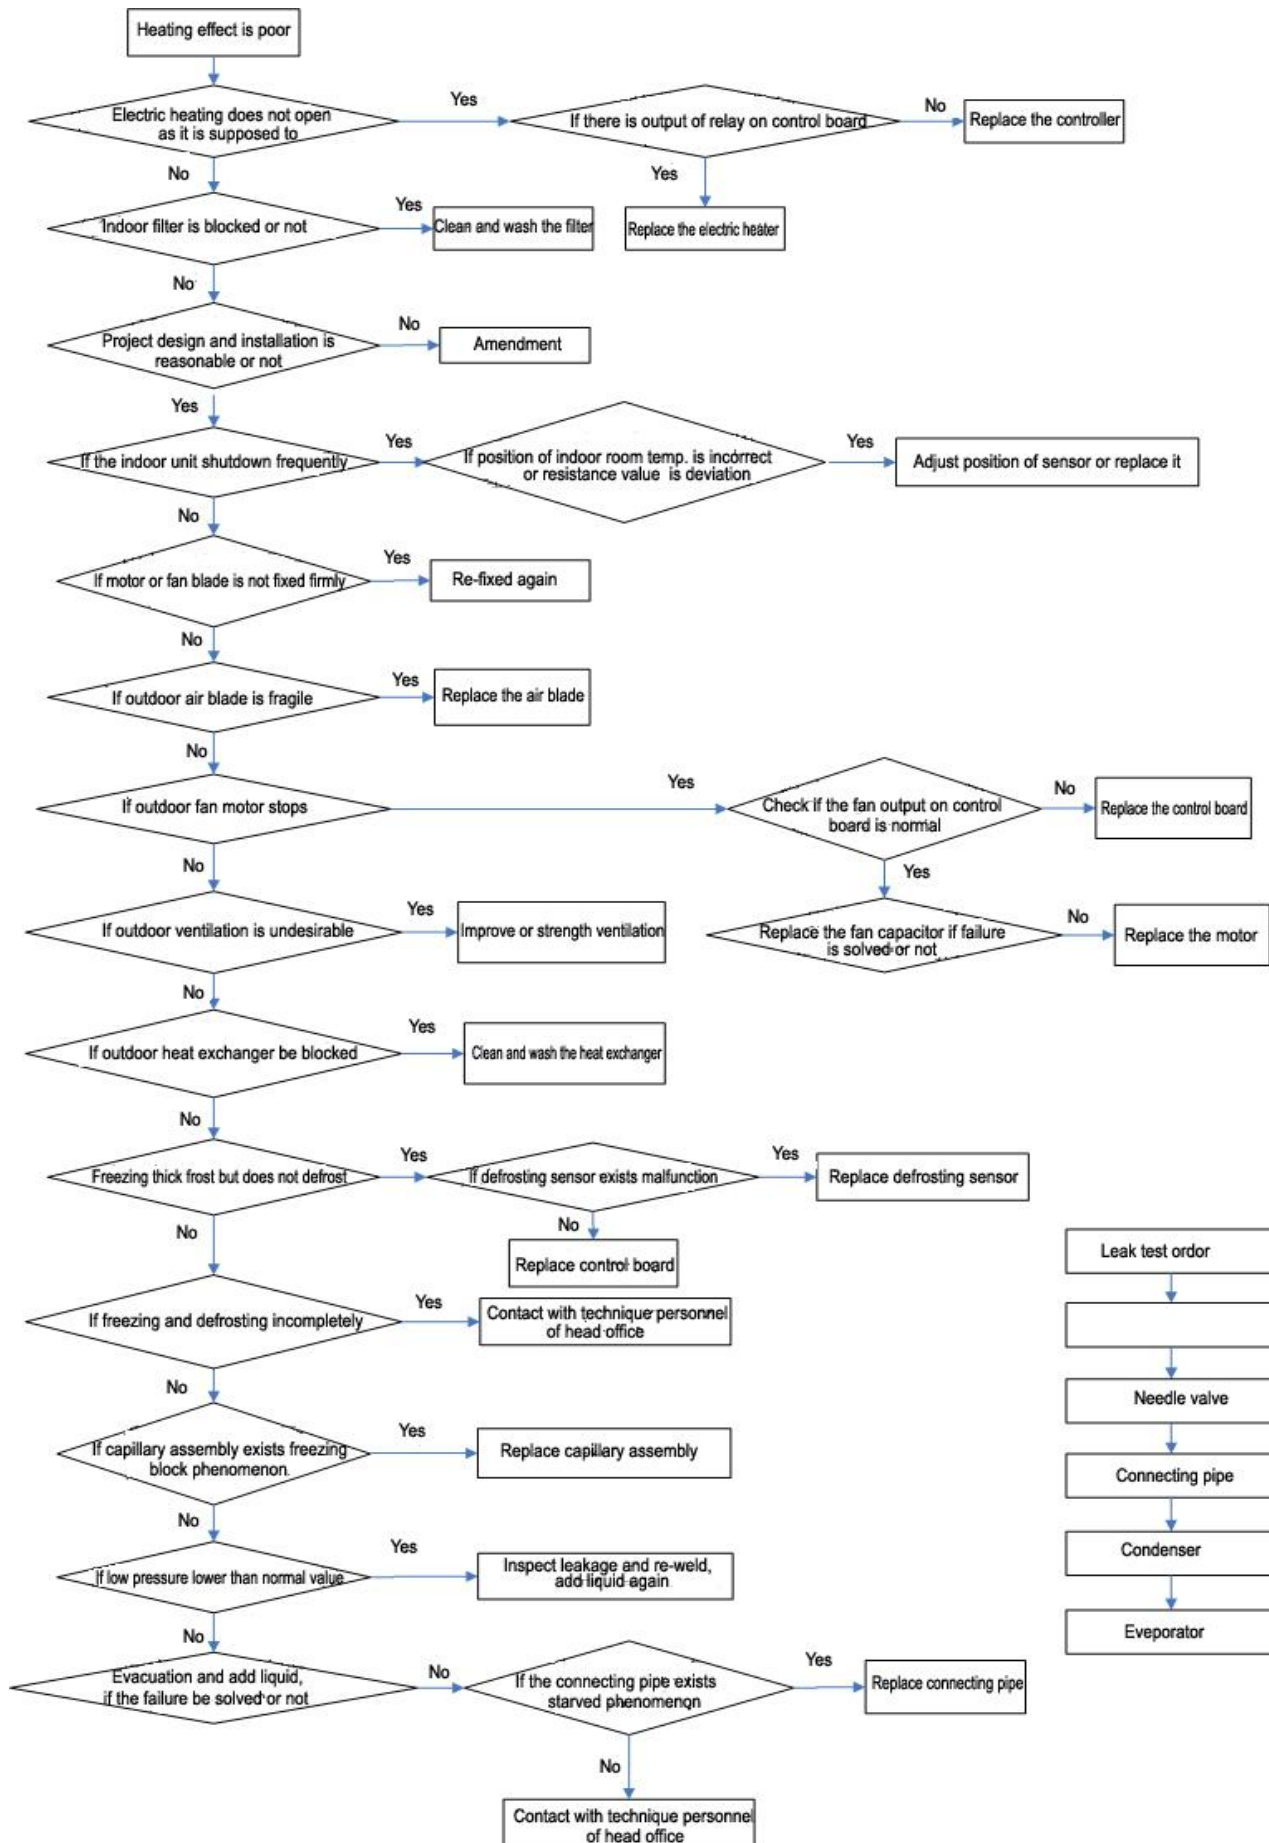 Heating effect is poor
Electric heating does not open
as it is supposed to
Yes
If there is output of relay on control board
No
Replace the controller
No
Yes
Indoor filter is blocked or not
Yes
Clean and wash the filter
Replace the electric heater
No
Project design and installation is
reasonable or not
No
Amendment
Yes
If the indoor unit shutdown frequently
Yes
If position of indoor room temp. is incorrect
or resistance value is deviation
Yes
Adjust position of sensor or replace it
No
If motor or fan blade is not fixed firmly
Yes
Re-fixed again
No
If outdoor air blade is fragile
Yes
Replace the air blade
No
If outdoor fan motor stops
Yes
Check if the fan output on control
board is normal
No
Replace the control board
No
Yes
If outdoor ventilation is undesirable
Yes
Improve or strength ventilation
Replace the fan capacitor if failure
is solved or not
No
Replace the motor
No
If outdoor heat exchanger be blocked
Yes
Clean and wash the heat exchanger
No
Freezing thick frost but does not defrost
Yes
If defrosting sensor exists malfunction
Yes
Replace defrosting sensor
No
No
Replace control board
Leak test ordor
If freezing and defrosting incompletely
Yes
Contact with technique personnel
of head office
No
Needle valve
If capillary assembly exists freezing
block phenomenon.
Yes
Replace capillary assembly
Connecting pipe
No
Condenser
If low pressure lower than normal value
Yes
Inspect leakage and re-weld,
add liquid again
Eveporator
No
Evacuation and add liquid,
if the failure be solved or not
No
If the connecting pipe exists
starved phenomenon
Yes
Replace connecting pipe
No
Contact with technique personnel
of head office